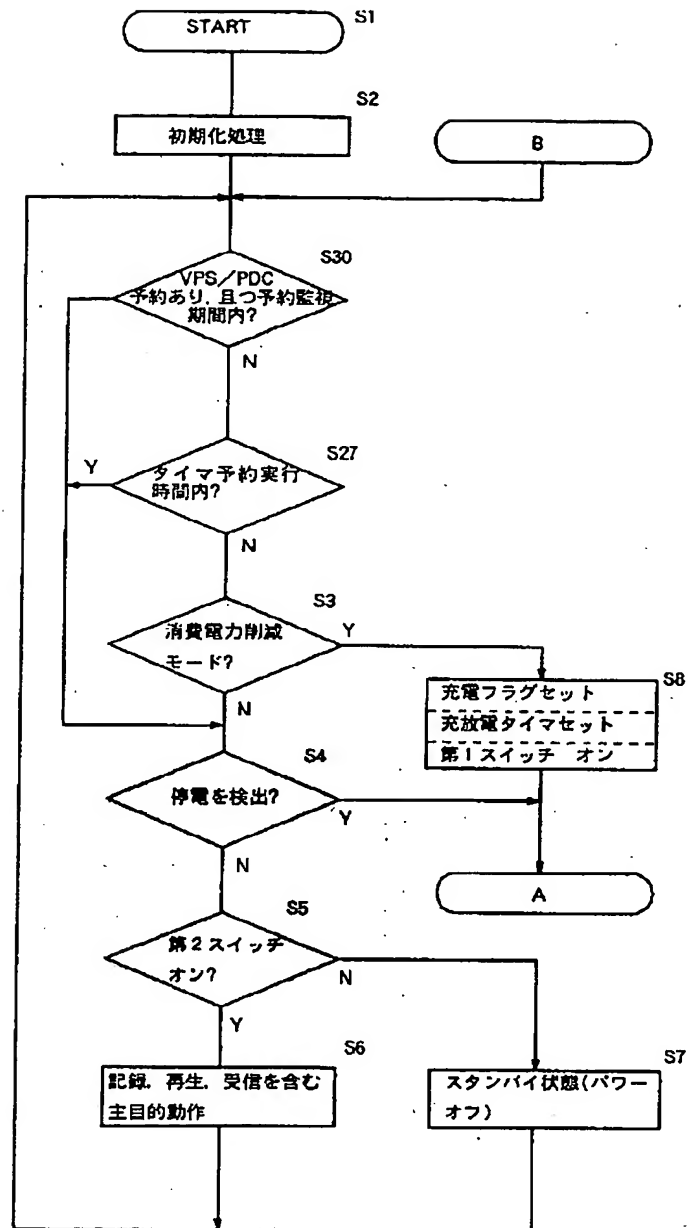 START
S1
S2
初期化処理
B
S30
VPS／PDC
予約あり，且つ予約監視
期間内？
N
S27
Y
タイマ予約実行
時間内？
N
S3
消費電力削減
モード？
Y
N
S8
充電フラグセット
充放電タイマセット
第1スイッチ　オン
S4
停電を検出？
Y
N
A
S5
第2スイッチ
オン？
N
Y
S6
記録，再生，受信を含む
主目的動作
S7
スタンバイ状態(パワー
オフ)